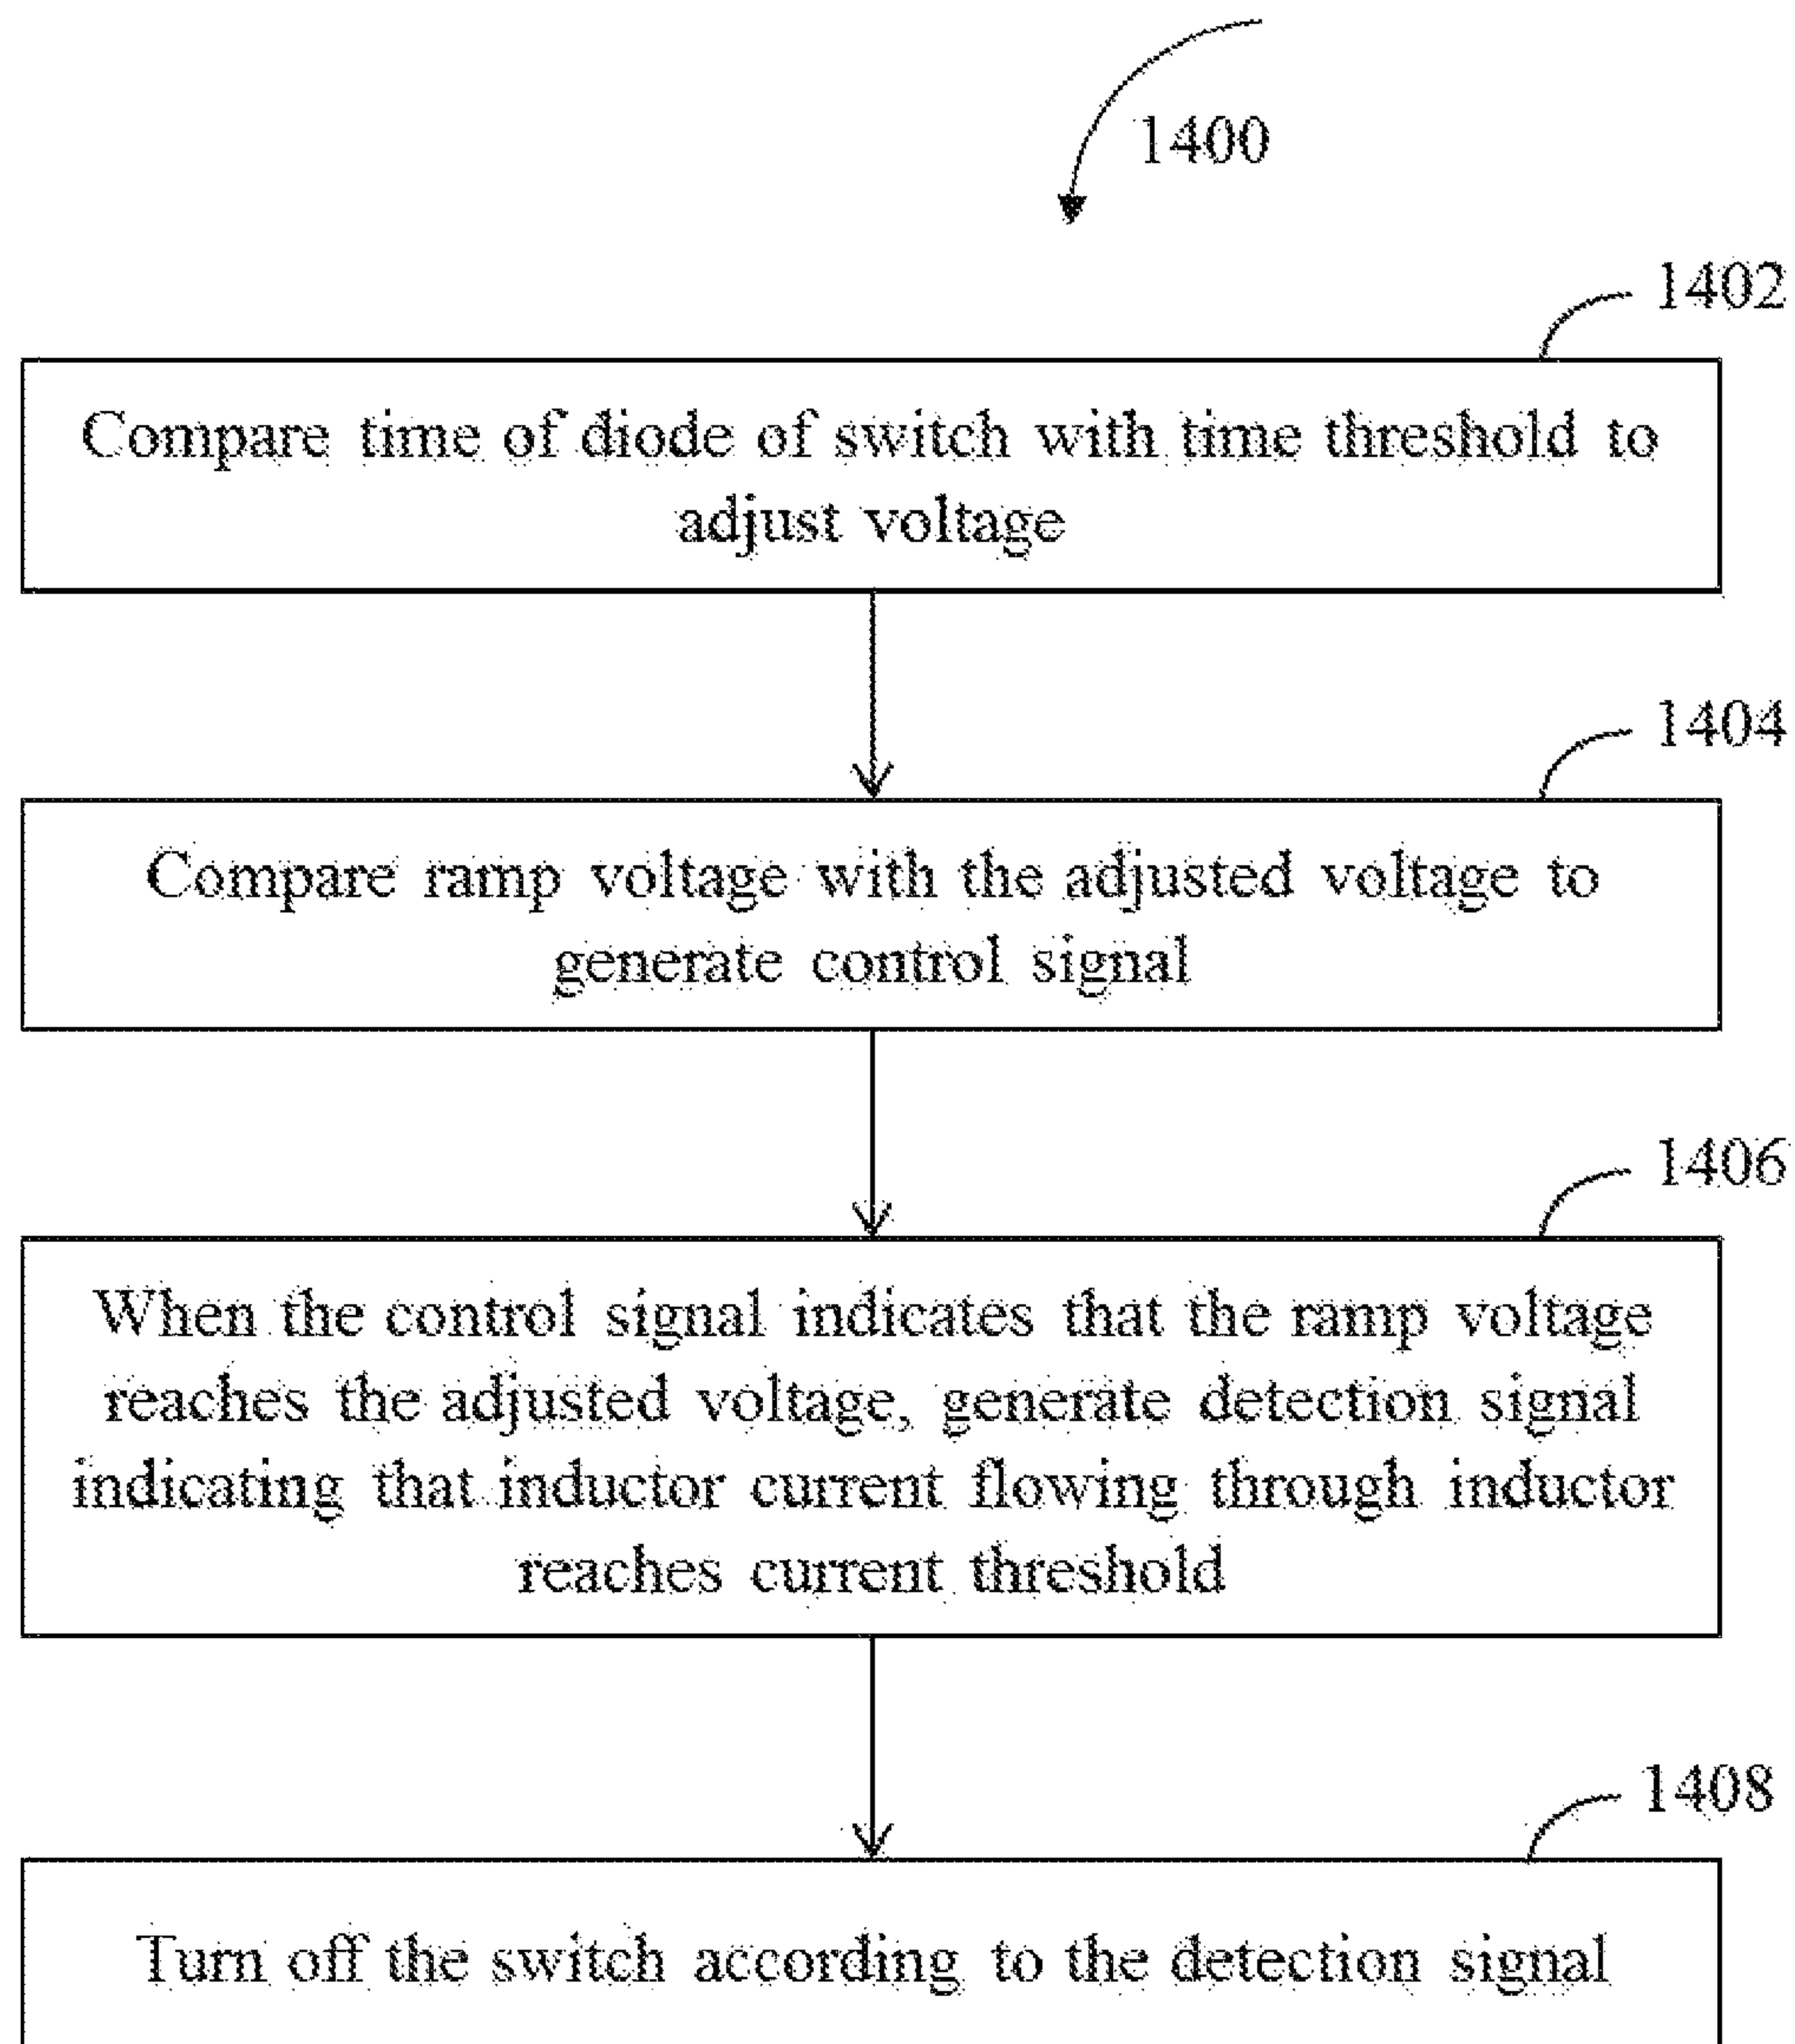 1400
1402
Compare time of diode of switch with time threshold to
adjust voltage
1404
Compare ramp voltage with the adjusted voltage to
generate control signal
1406
When the control signal indicates that the ramp voltage
reaches the adjusted voltage, generate detection signal
indicating that inductor current flowing through inductor
reaches current threshold
1408
Turn off the switch according to the detection signal